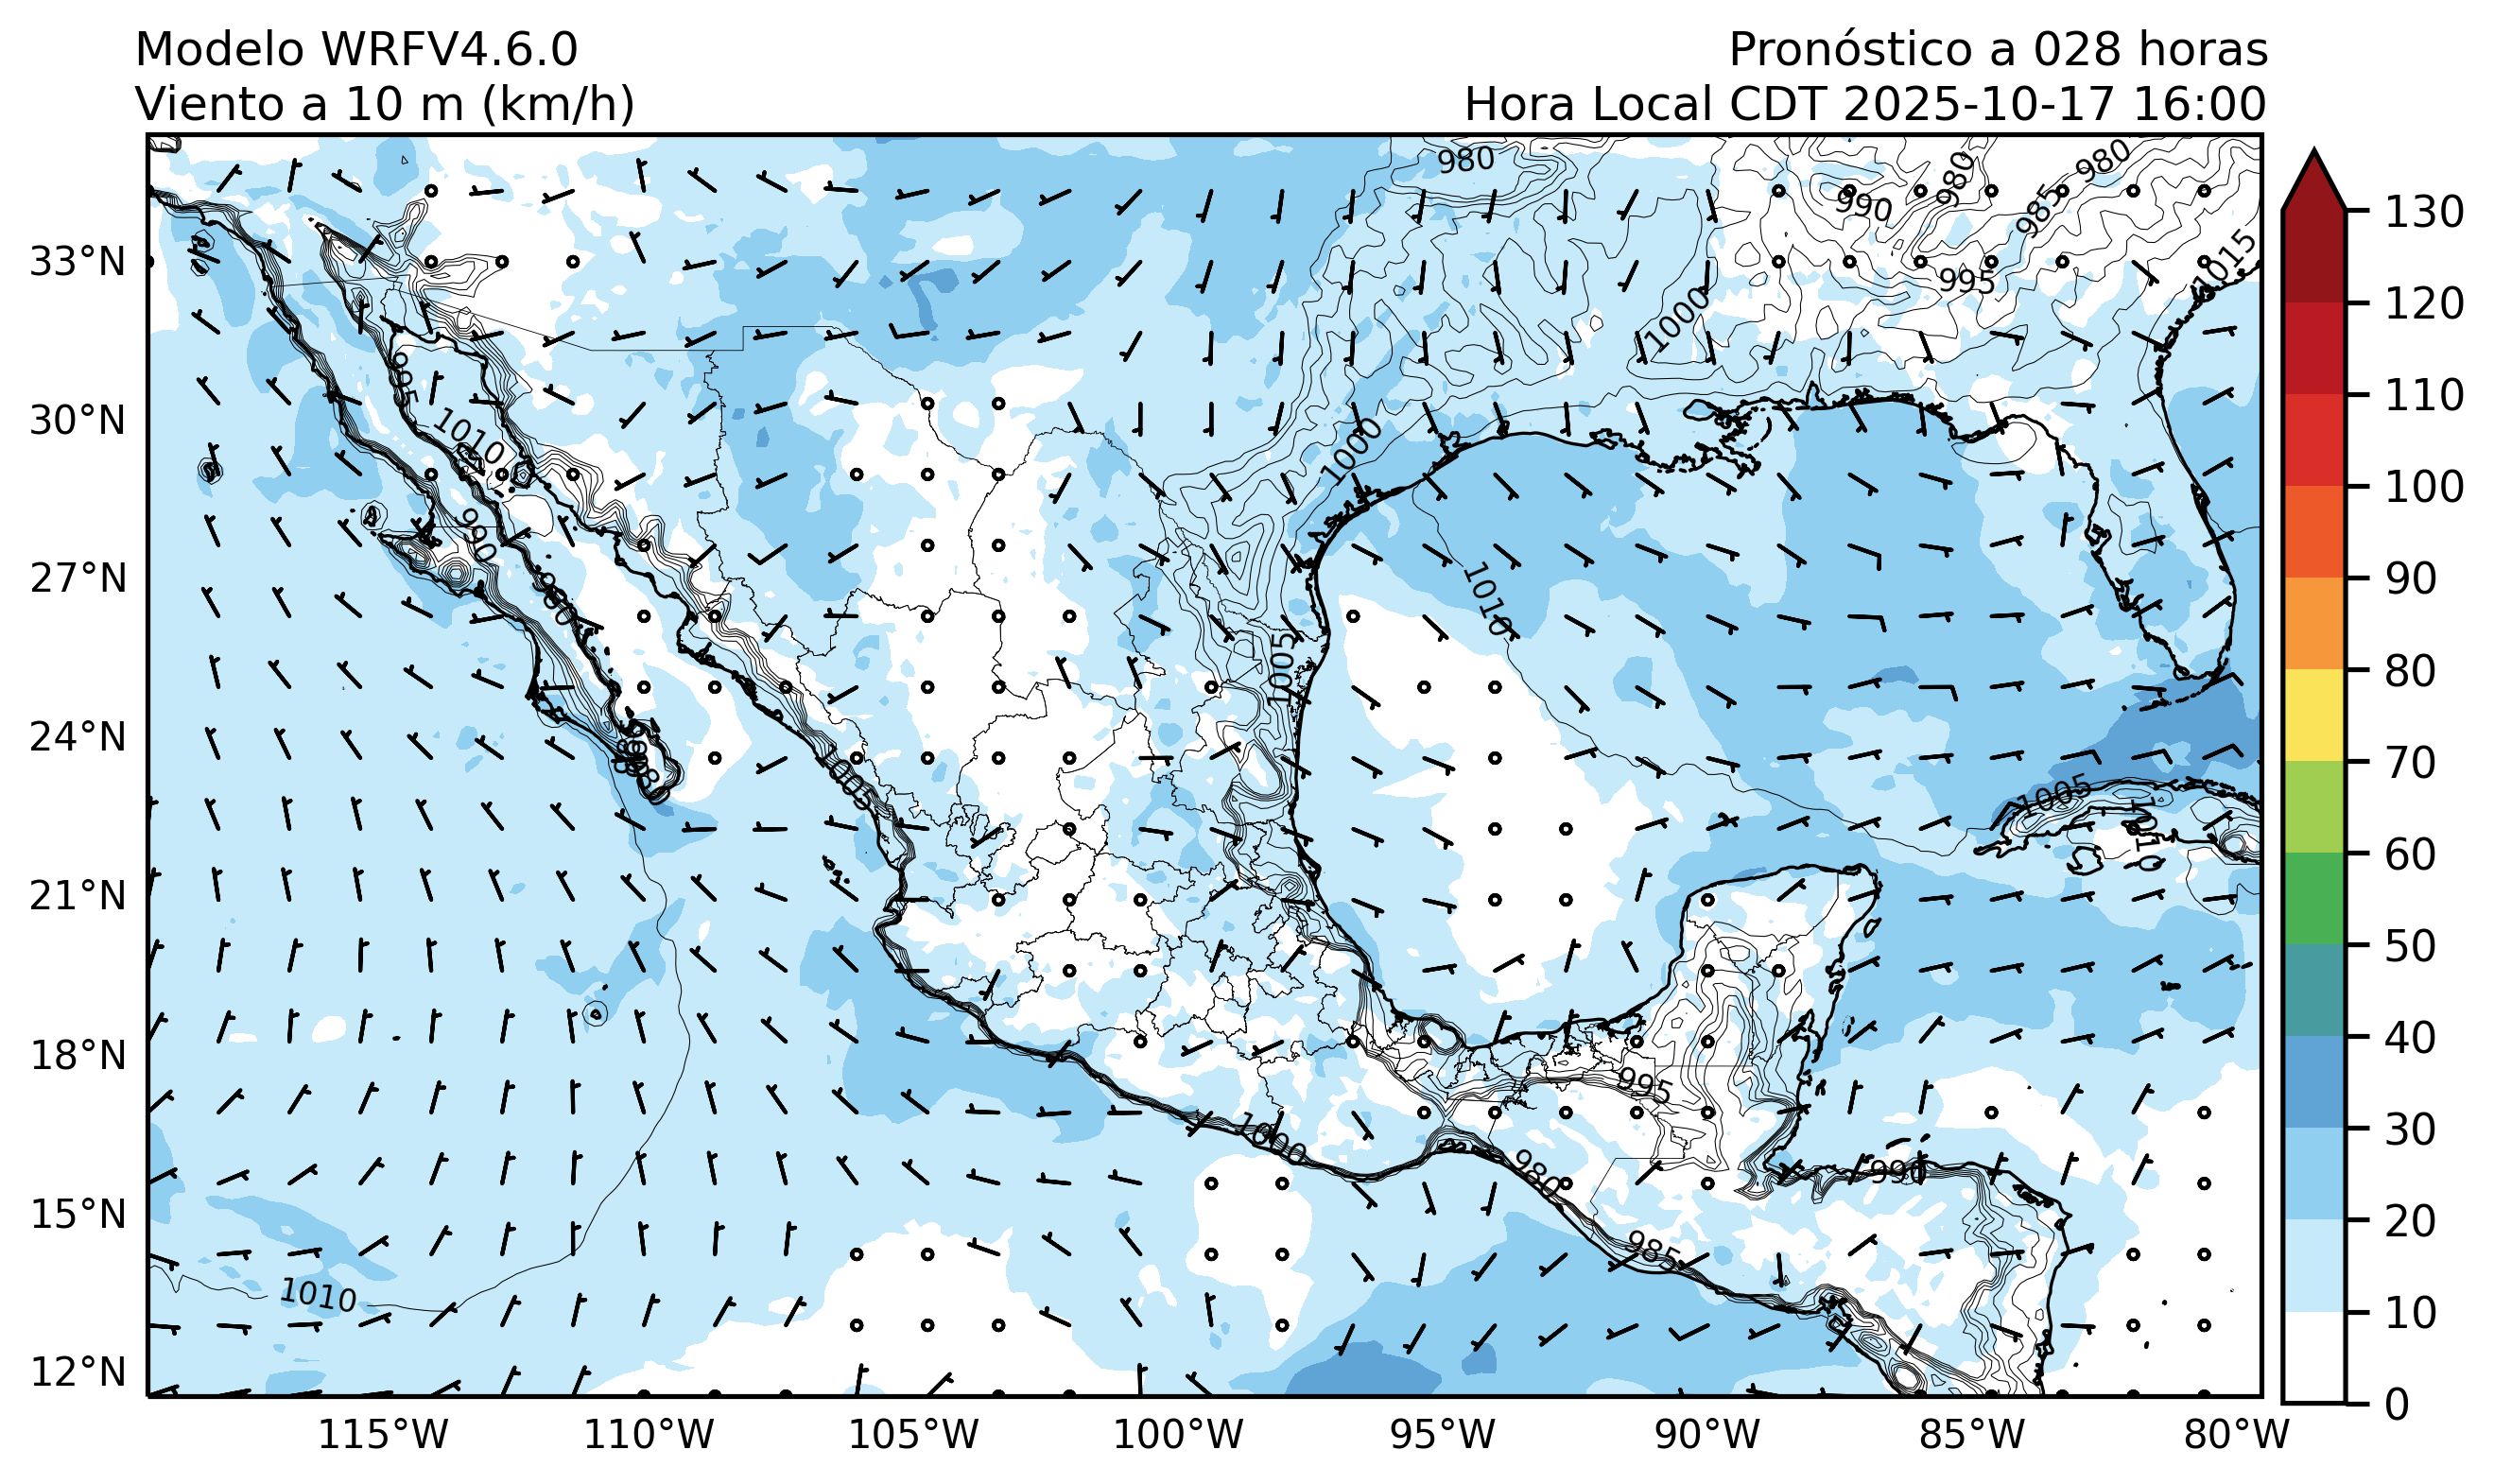 Modelo WRFV4.6.0
Viento a 10 m (km/h)
Pronóstico a 028 horas
Hora Local CDT 2025-10-17 16:00
980
980
980
985
990
995
1015
1000
33°N
30°N
27°N
24°N
21°N
18°N
15°N
12°N
995
1010
1000
990
1010
1005
1005
1005
1010
995
1000
980
990
985
1010
115°W
110°W
105°W
100°W
95°W
90°W
85°W
80°W
130
120
110
100
90
80
70
60
50
40
30
20
10
0